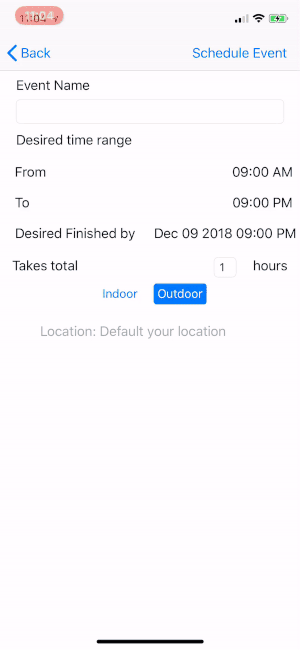 11:04
Back Schedule Event
Event Name
Desired time range
From 09:00 AM
To 09:00 PM
Desired Finished by Dec 09 2018 09:00 PM
Takes total 1 hours
Indoor Outdoor
Location: Default your location